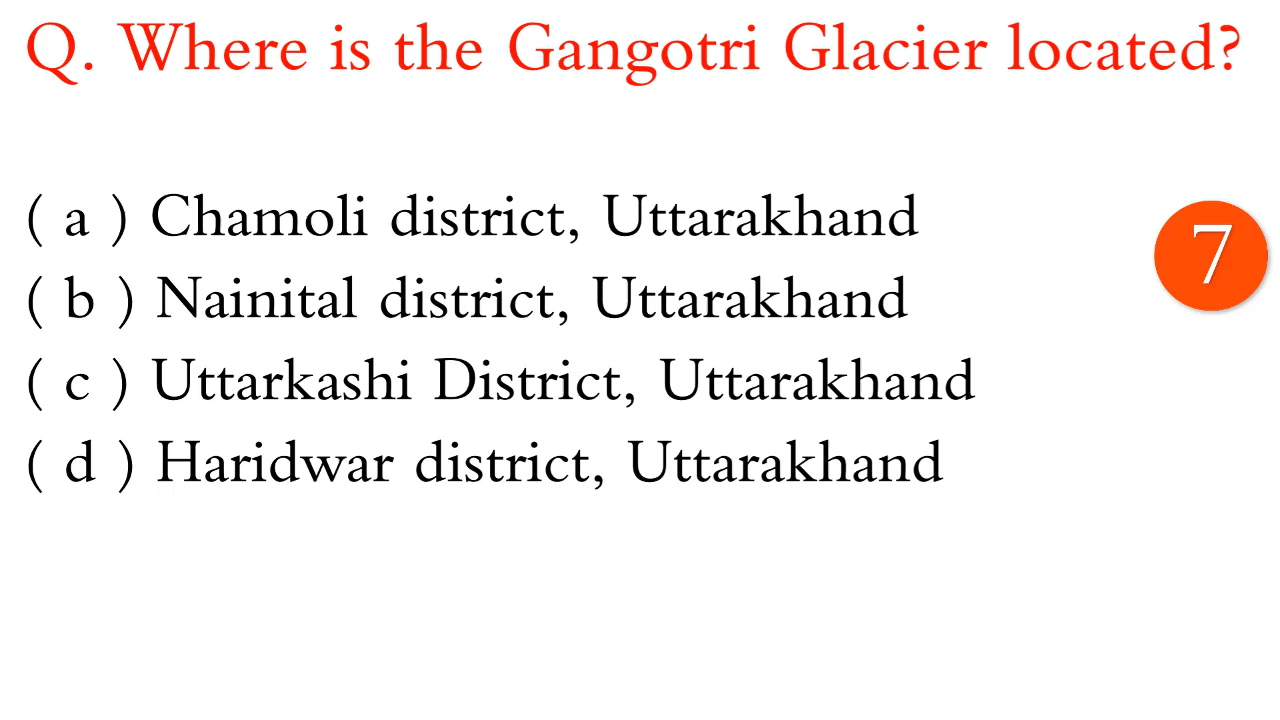 Q. Where is the Gangotri Glacier located?
( a ) Chamoli district, Uttarakhand
7
( b ) Nainital district, Uttarakhand
( c ) Uttarkashi District, Uttarakhand
( d ) Haridwar district, Uttarakhand